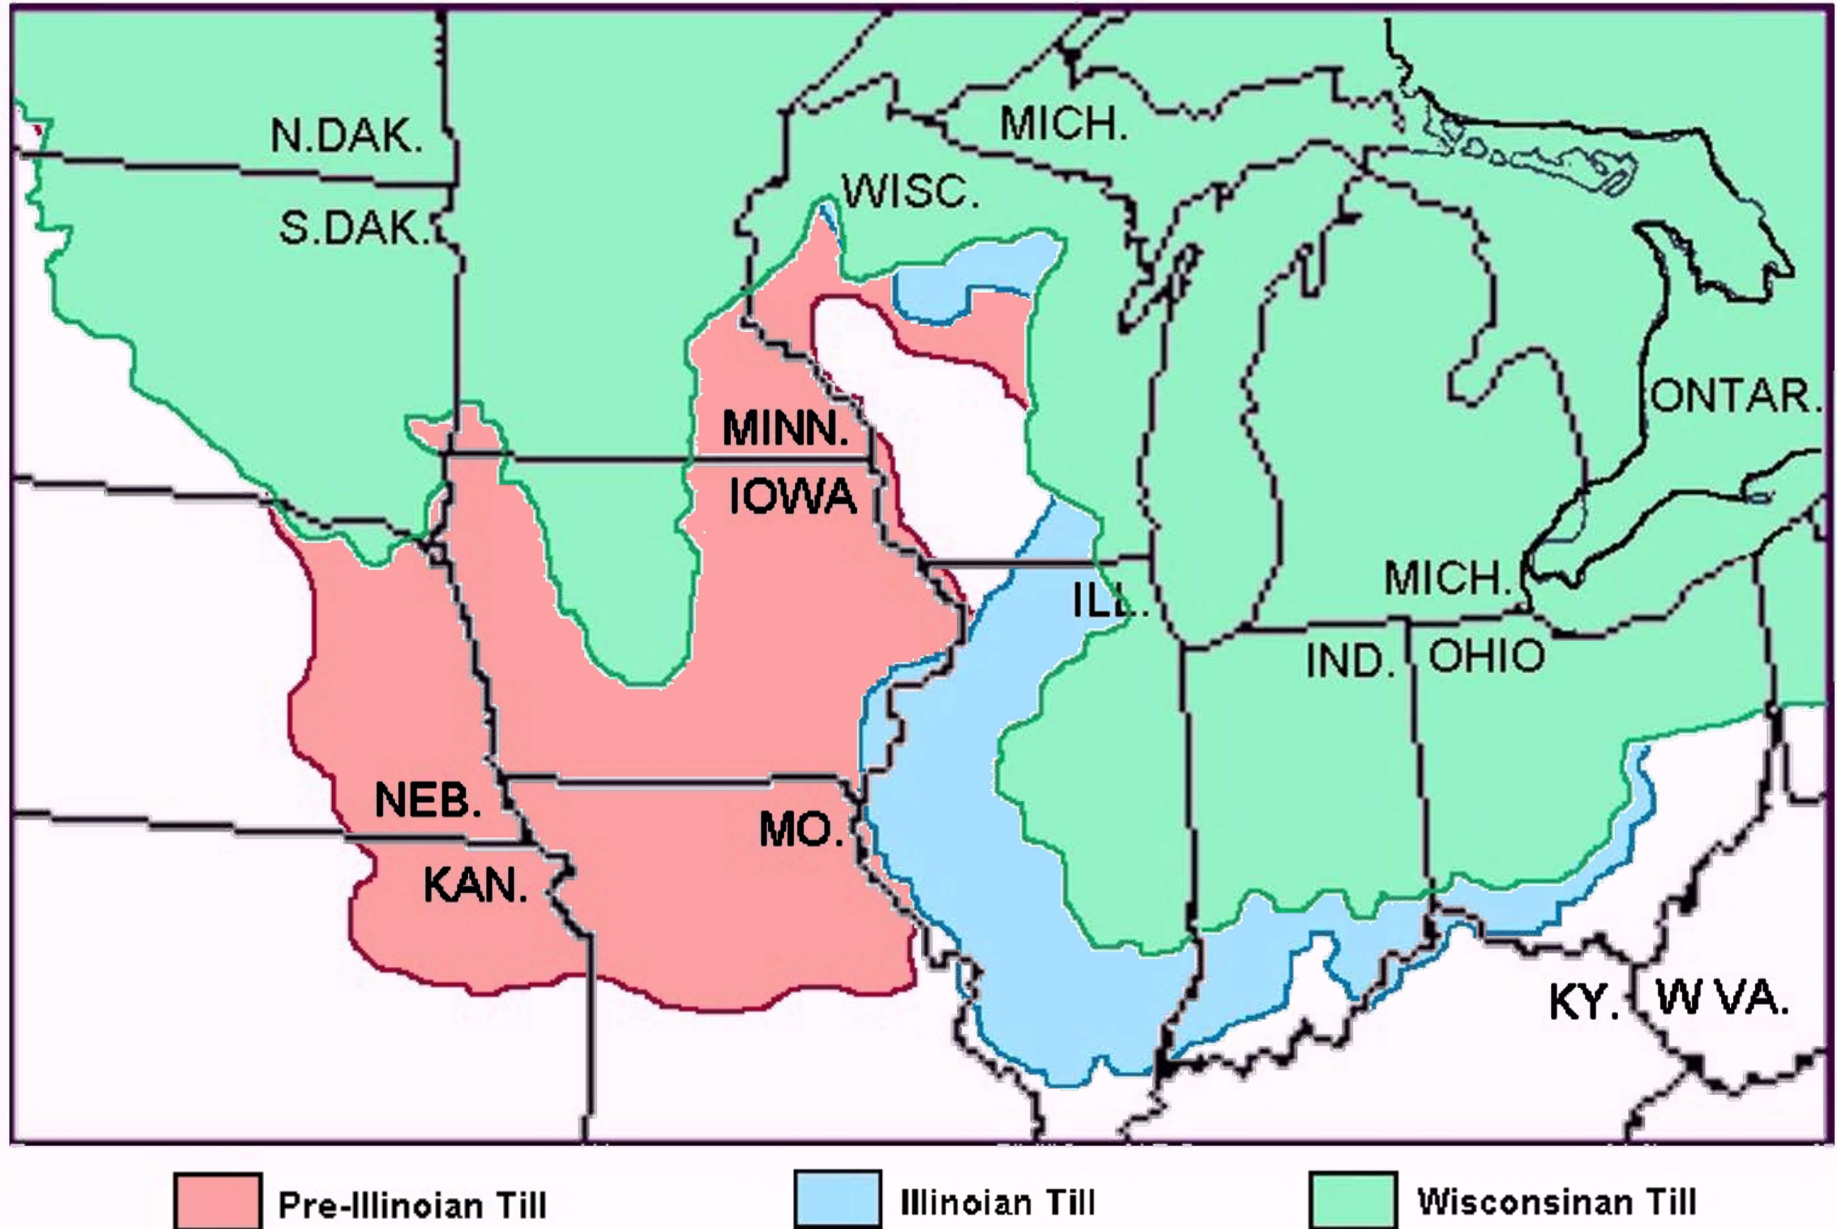 MICH.
N.DAK.
WISC.
S.DAK.
ONTAR.
MINN.
IOWA
MICH.
ILL.
IND.
OHIO
NEB.
MO.
KAN.
KY.
W VA.
Pre-Illinoian Till
Illinoian Till
Wisconsinan Till